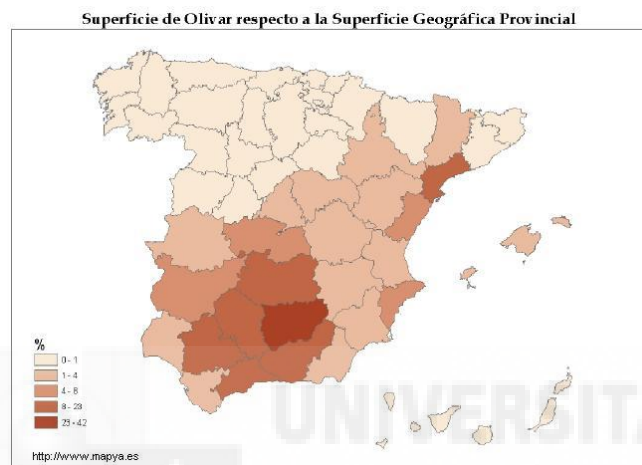 Superficie de Olivar respecto a la Superficie Geográfica Provincial
%
0 - 1
1 - 4
4 - 8
8 - 23
23 - 42
UNIVERSITA
http://www.mapya.es